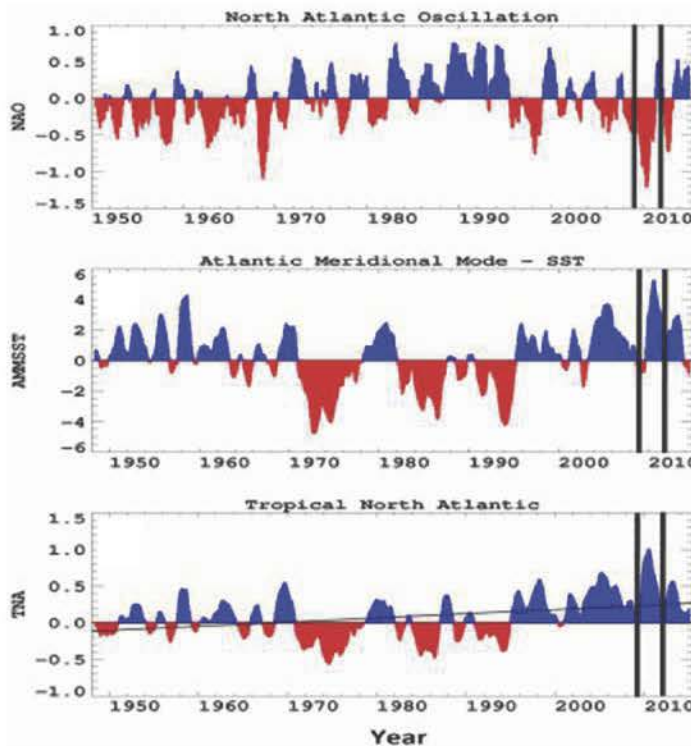 North Atlantic Oscillation
1.0
0.5
0.0
−0.5
−1.0
−1.5
NAO
1950 1960 1970 1980 1990 2000 2010
Atlantic Meridional Mode − SST
6
4
2
0
−2
−4
−6
AMMSST
1950 1960 1970 1980 1990 2000 2010
Tropical North Atlantic
1.5
1.0
0.5
0.0
−0.5
−1.0
TNA
1950 1960 1970 1980 1990 2000 2010
Year